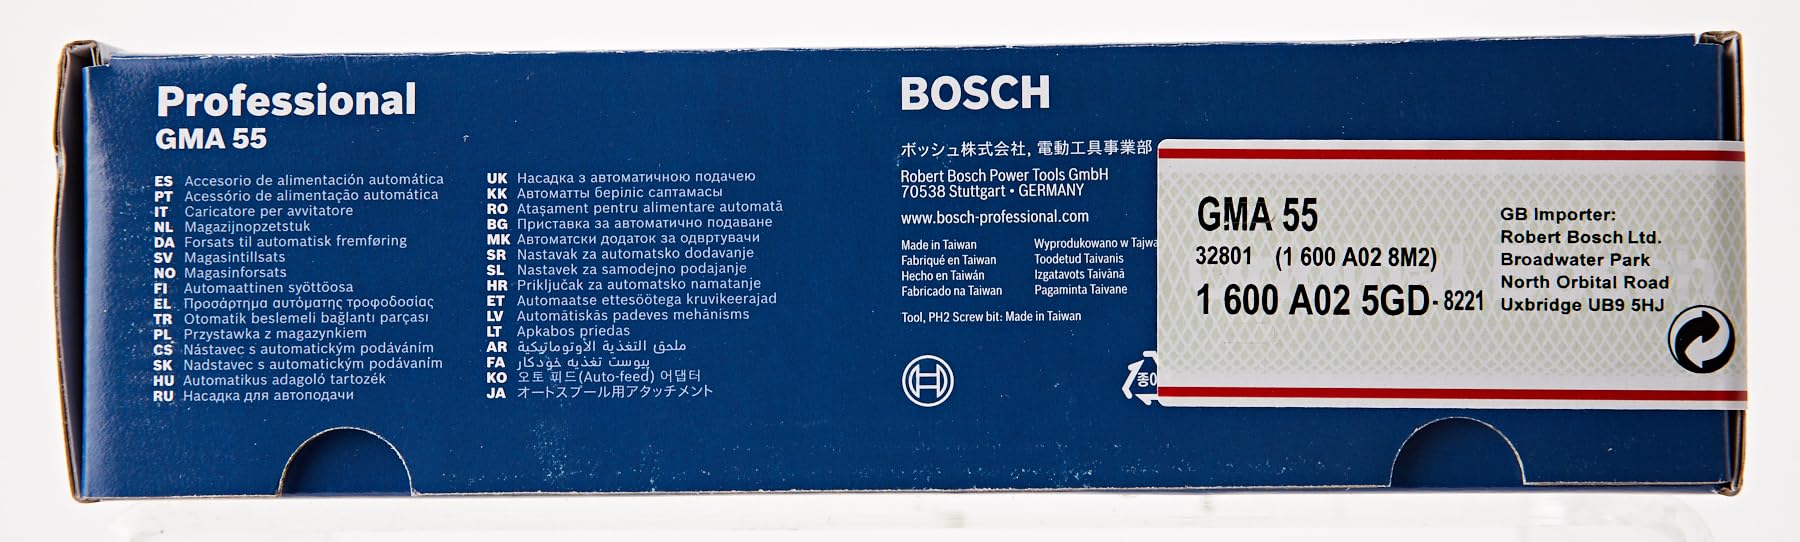 Professional
GMA 55
ES Accesorio de alimentación automática
PT Acessório de alimentação automática
IT Caricatore per avvitatore
NL Magazijnopzetstuk
DA Forsats til automatisk fremføring
SV Magasintillsats
NO Magasinforsats
FI Automaattinen syöttöosa
EL Προσάρτημα αυτόματης τροφοδοσίας
TR Otomatik beslemeli bağlantı parçası
PL Przystawka z magazynkiem
CS Nástavec s automatickým podáváním
SK Nadstavec s automatickým podávaním
HU Automatikus adagoló tartozék
RU Насадка для автоподачи
UK Насадка з автоматичною подачею
KK Автоматты беріліс саптамасы
RO Ataşament pentru alimentare automată
BG Приставка за автоматично подаване
MK Автоматски додаток за одвртувачи
SR Nastavak za automatsko dodavanje
SL Nastavek za samodejno podajanje
HR Priključak za automatsko namatanje
ET Automaatse ettesöötega kruvikeerajad
LV Automātiskās padeves mehānisms
LT Apkabos priedas
AR ملحق التغذية الأوتوماتيكية
FA پیوست تغذیه خودکار
KO 오토 피드(Auto-feed) 어댑터
JA オートスプール用アタッチメント
BOSCH
ボッシュ株式会社, 電動工具事業部
Robert Bosch Power Tools GmbH
70538 Stuttgart • GERMANY
www.bosch-professional.com
Made in Taiwan
Fabriqué en Taiwan
Hecho en Taiwán
Fabricado na Taiwan
Wyprodukowano w Tajwa
Toodetud Taivanis
Izgatavots Taivānā
Pagaminta Taivane
Tool, PH2 Screw bit: Made in Taiwan
종0
GMA 55
32801 (1 600 A02 8M2)
1 600 A02 5GD-8221
GB Importer:
Robert Bosch Ltd.
Broadwater Park
North Orbital Road
Uxbridge UB9 5HJ